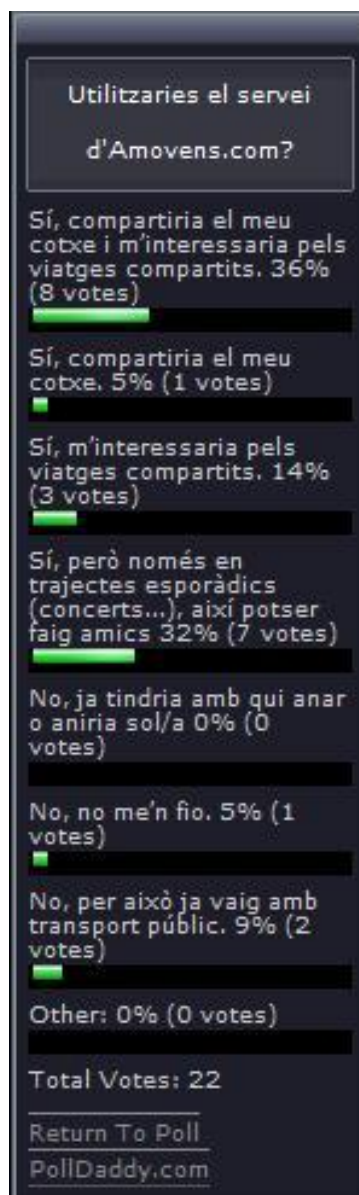 Utilitzaries el servei
d'Amovens.com?
Sí, compartiria el meu
cotxe i m'interessaria pels
viatges compartits. 36%
(8 votes)
Sí, compartiria el meu
cotxe. 5% (1 votes)
Sí, m'interessaria pels
viatges compartits. 14%
(3 votes)
Sí, però només en
trajectes esporàdics
(concerts...), així potser
faig amics 32% (7 votes)
No, ja tindria amb qui anar
o aniria sol/a 0% (0
votes)
No, no me'n fio. 5% (1
votes)
No, per això ja vaig amb
transport públic. 9% (2
votes)
Other: 0% (0 votes)
Total Votes: 22
Return To Poll
PollDaddy.com